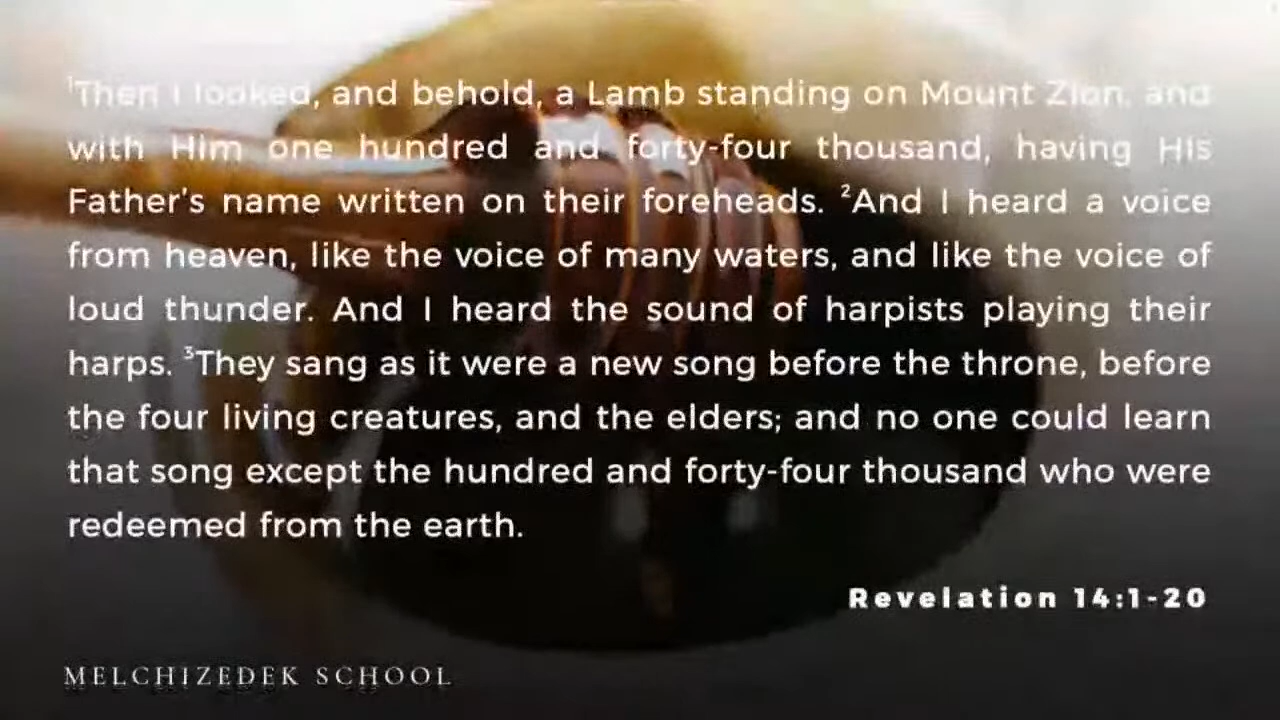 ¹Then I looked, and behold, a Lamb standing on Mount Zion, and
with Him one hundred and forty-four thousand, having His
Father's name written on their foreheads. ²And I heard a voice
from heaven, like the voice of many waters, and like the voice of
loud thunder. And I heard the sound of harpists playing their
harps. ³They sang as it were a new song before the throne, before
the four living creatures, and the elders; and no one could learn
that song except the hundred and forty-four thousand who were
redeemed from the earth.
Revelation 14:1-20
MELCHIZEDEK SCHOOL